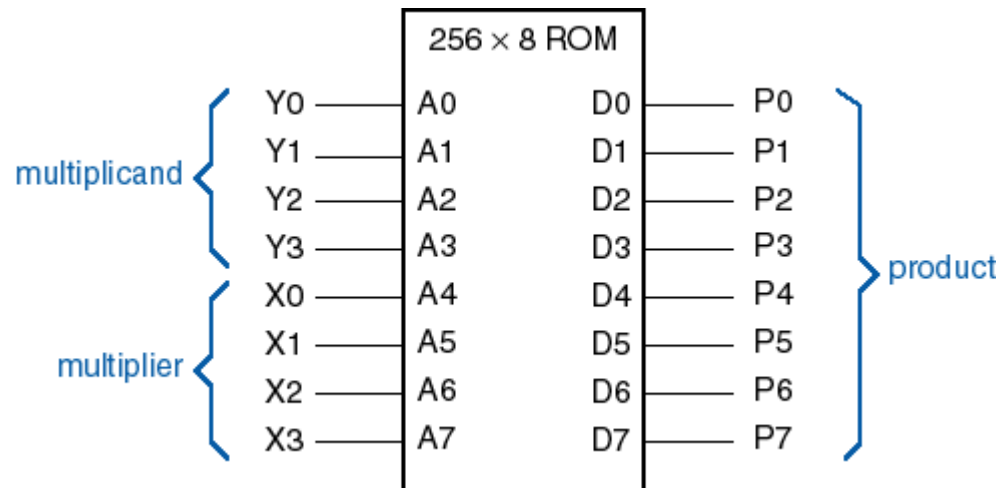 256 × 8 ROM
Y0 A0 D0 P0
Y1 A1 D1 P1
multiplicand
Y2 A2 D2 P2
Y3 A3 D3 P3
product
X0 A4 D4 P4
X1 A5 D5 P5
multiplier
X2 A6 D6 P6
X3 A7 D7 P7